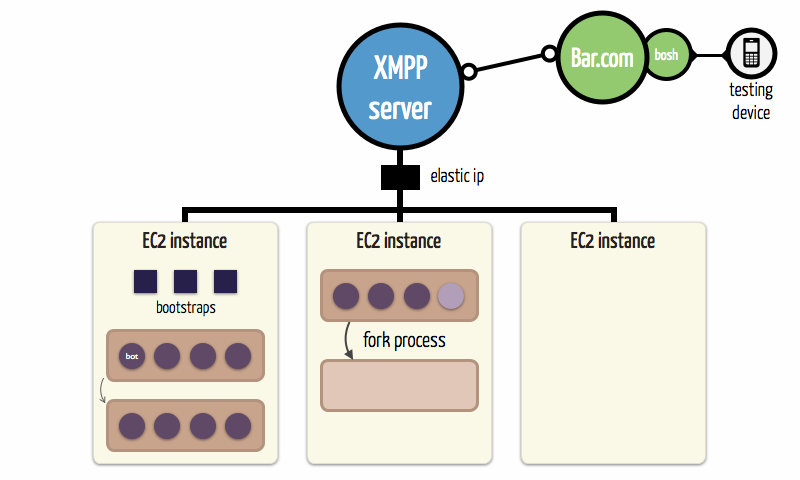 XMPP
server
Bar.com
bosh
testing
device
elastic ip
EC2 instance
bootstraps
bot
EC2 instance
fork process
EC2 instance